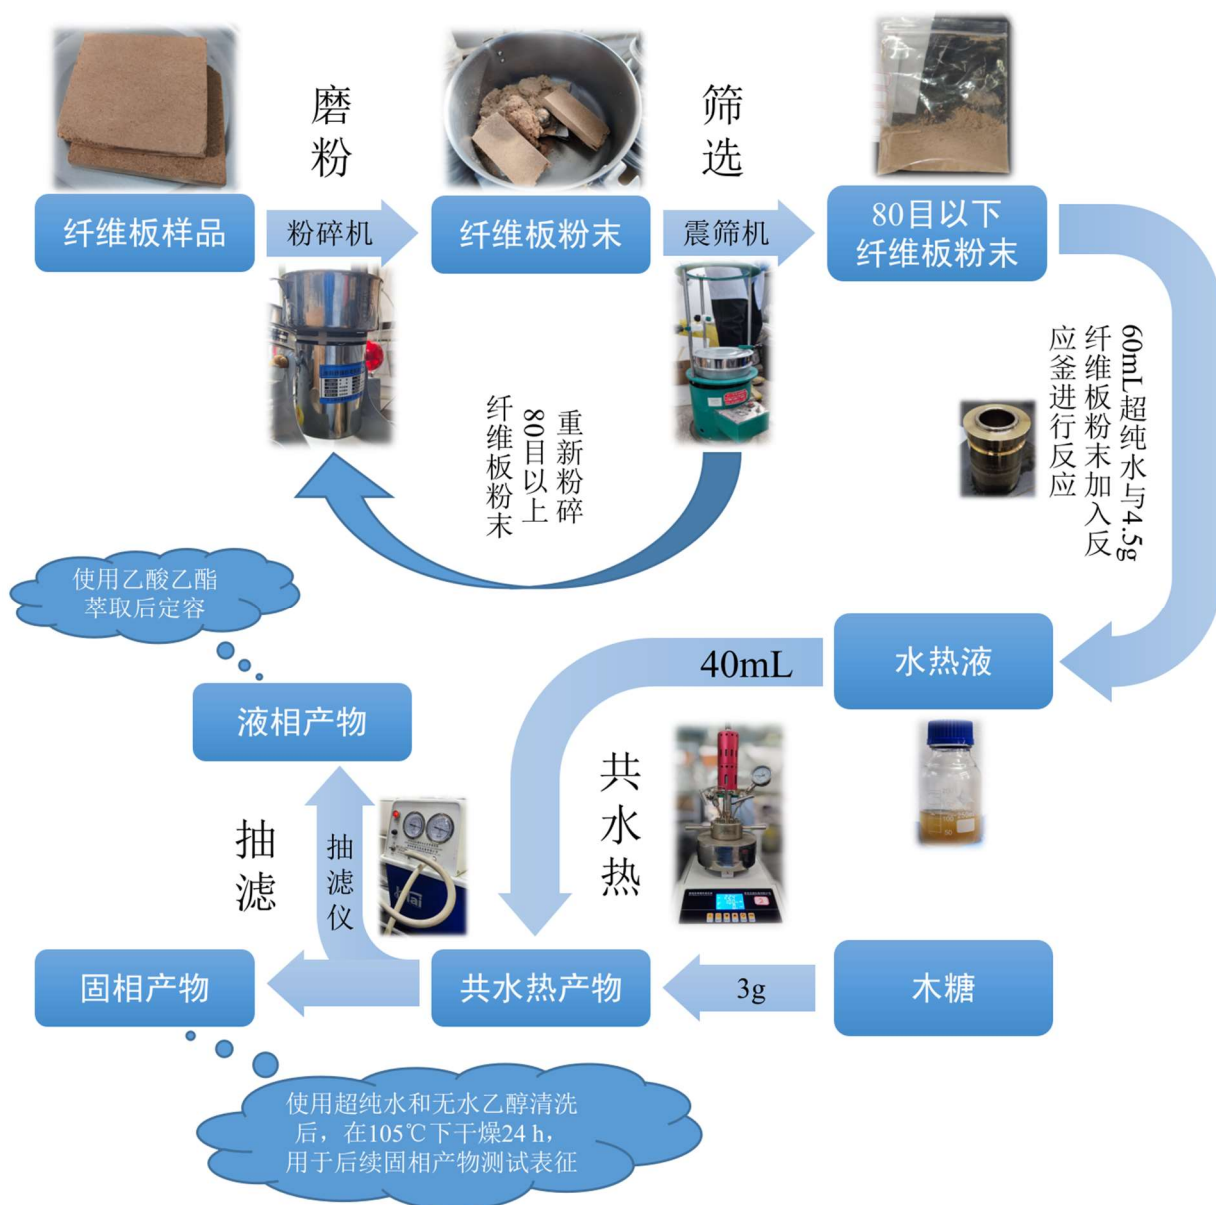 磨粉
筛选
纤维板样品
粉碎机
纤维板粉末
震筛机
80目以下
纤维板粉末
60mL超纯水与4.5g
纤维板粉末加入反
应釜进行反应
重新粉碎
80目以上
纤维板粉末
使用乙酸乙酯
萃取后定容
40mL
水热液
液相产物
共水热
抽滤
抽滤仪
固相产物
共水热产物
3g
木糖
使用超纯水和无水乙醇清洗
后，在105℃下干燥24 h，
用于后续固相产物测试表征